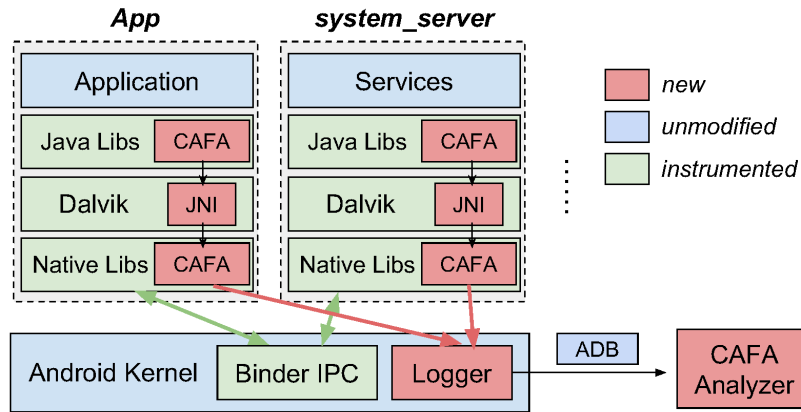 App
system_server
Application
Services
Java Libs CAFA
Java Libs CAFA
Dalvik JNI
Dalvik JNI
Native Libs CAFA
Native Libs CAFA
new
unmodified
instrumented
Android Kernel
Binder IPC
Logger
ADB
CAFA
Analyzer